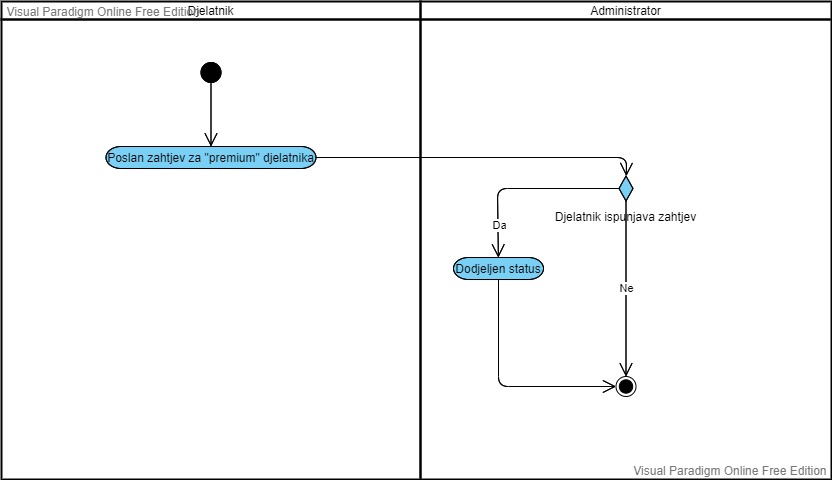 Visual Paradigm Online Free Edition
Djelatnik
Administrator
Poslan zahtjev za "premium" djelatnika
Djelatnik ispunjava zahtjev
Da
Dodjeljen status
Ne
Visual Paradigm Online Free Edition